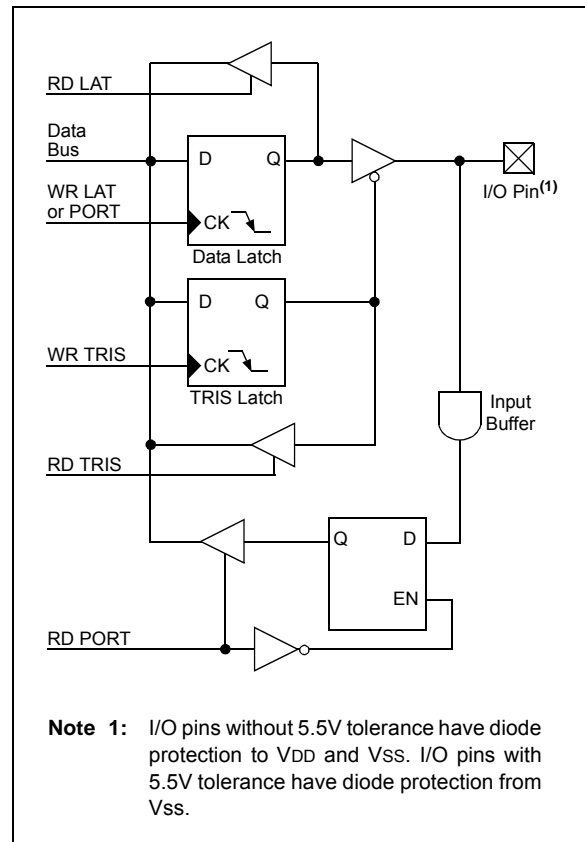 RD LAT
Data
Bus
D Q
I/O Pin(1)
WR LAT
or PORT
CK
Data Latch
D Q
WR TRIS
CK
TRIS Latch
Input
Buffer
RD TRIS
Q D
EN
RD PORT
Note 1: I/O pins without 5.5V tolerance have diode
protection to VDD and VSS. I/O pins with
5.5V tolerance have diode protection from
Vss.